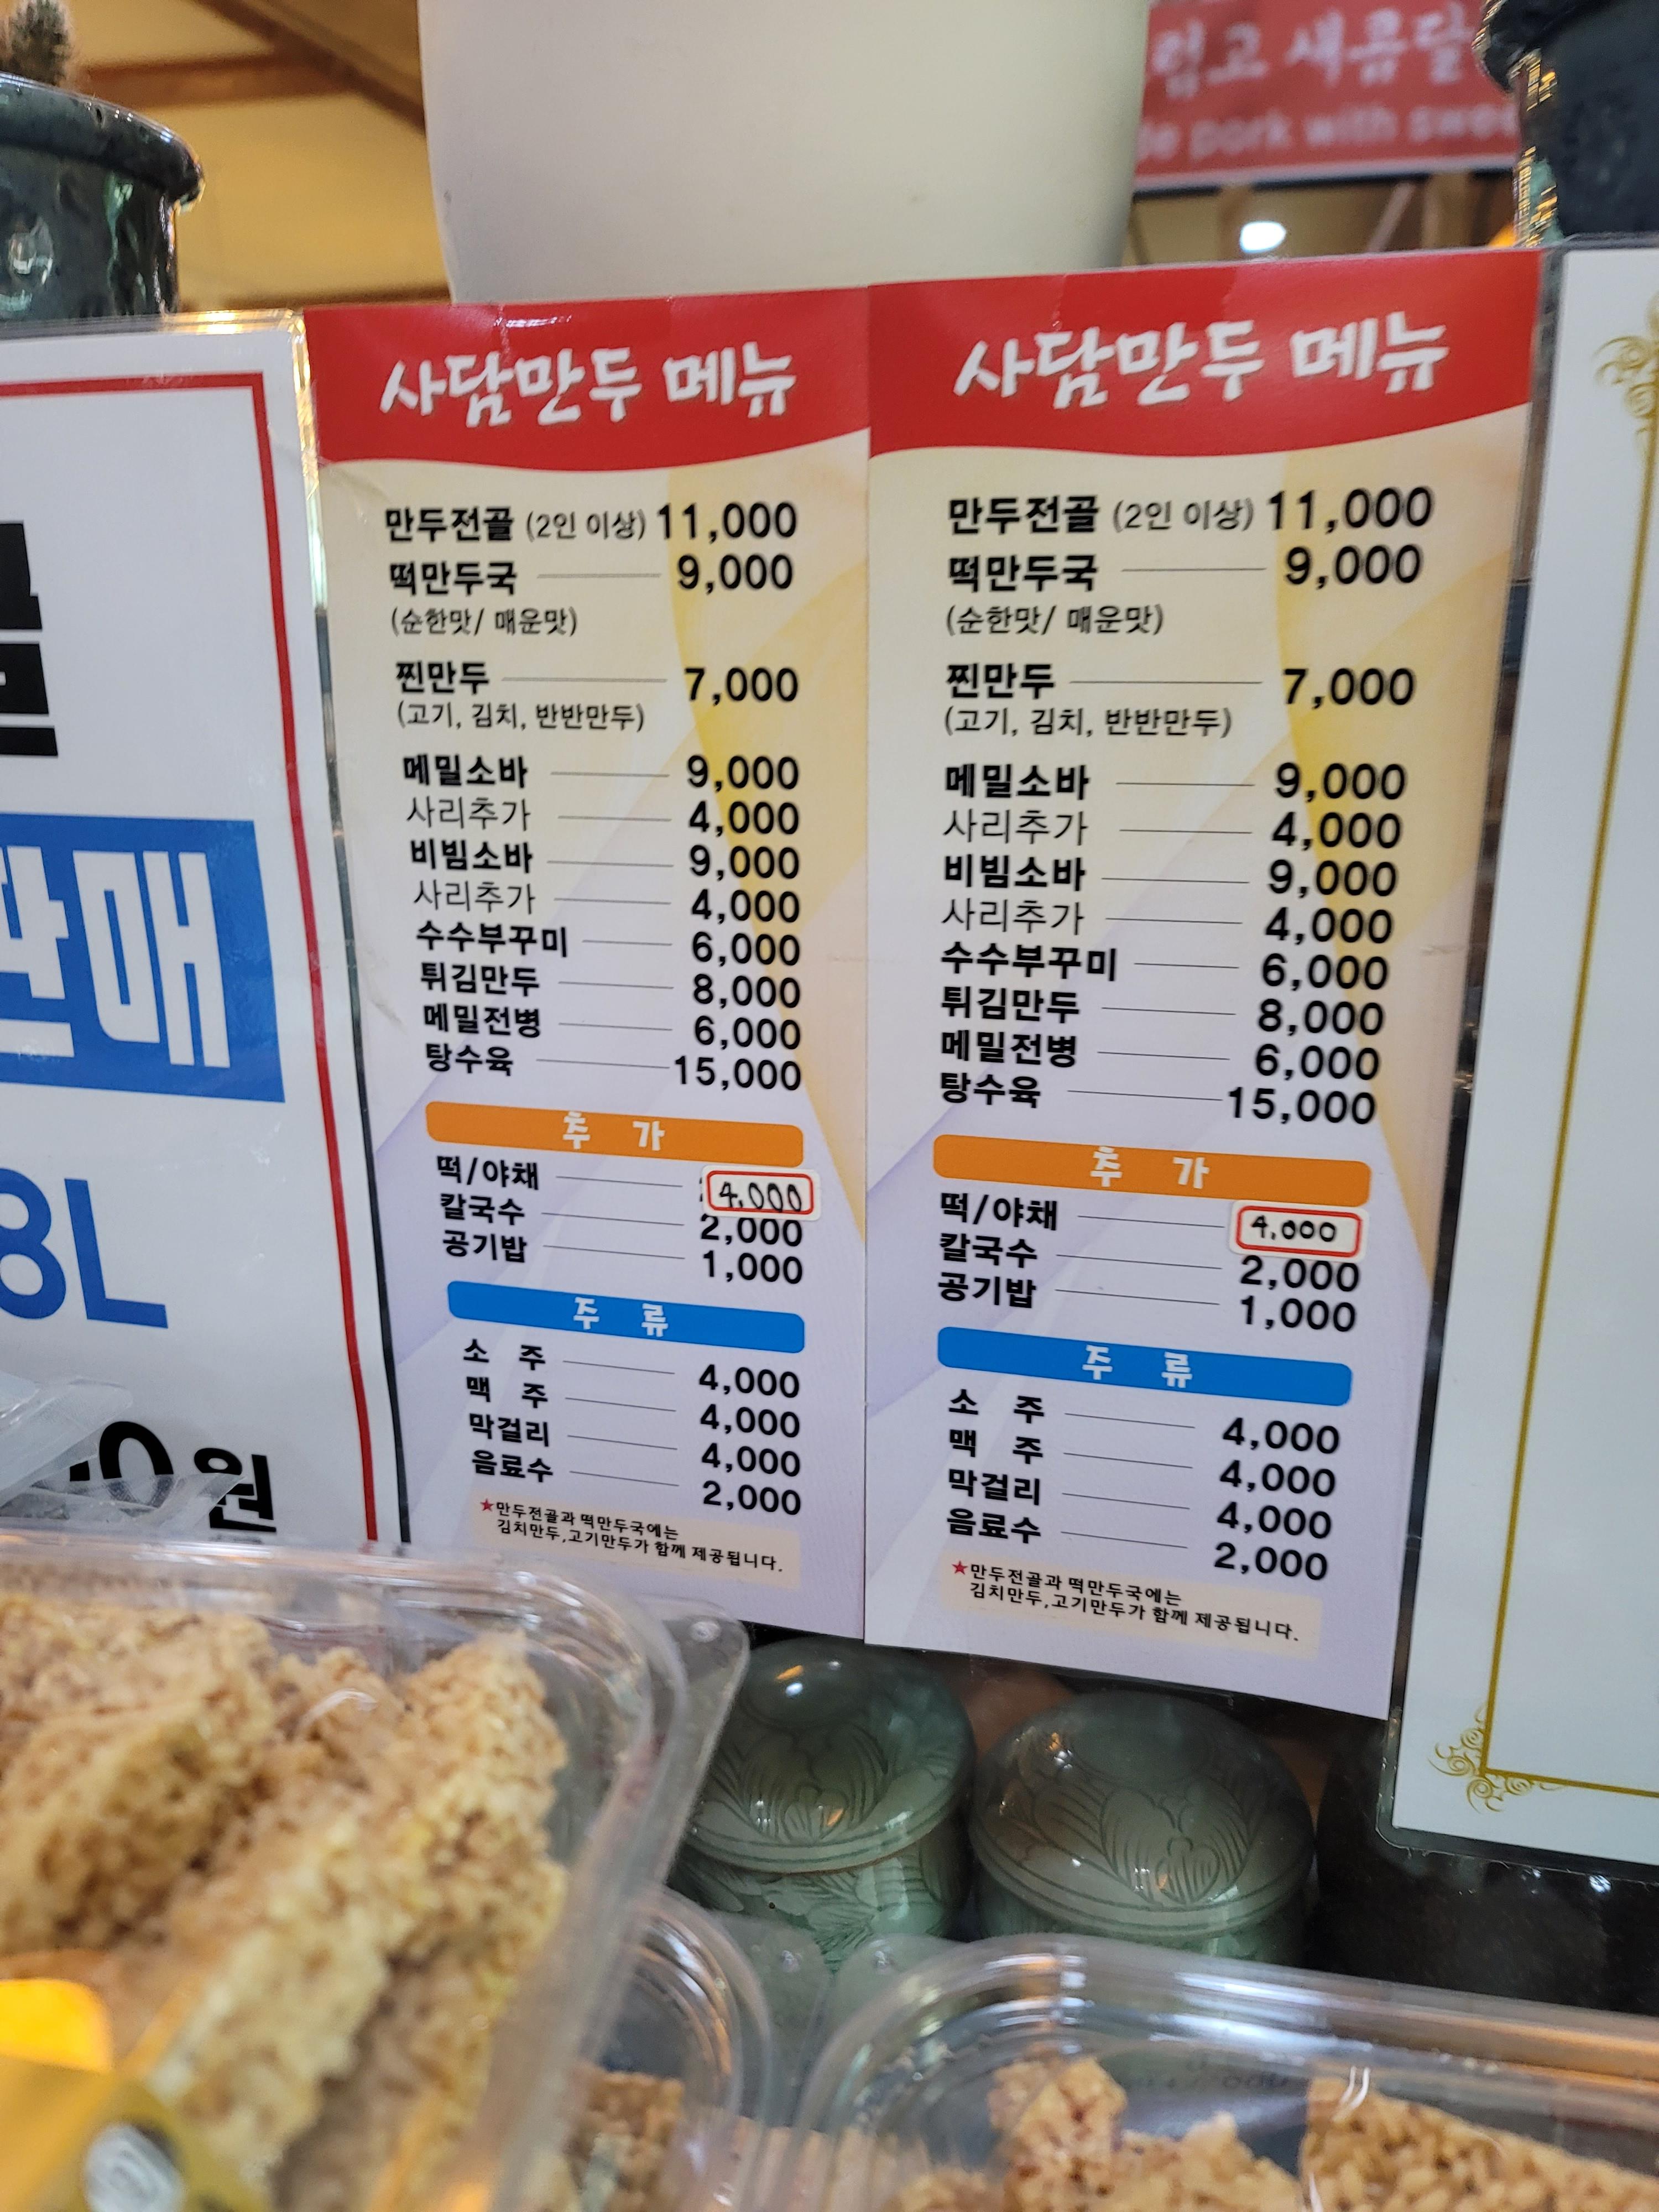 럽고 새콤달
pork with swee
사담만두 메뉴
만두전골 (2인 이상) 11,000
떡만두국 9,000
(순한맛/ 매운맛)
찐만두 7,000
(고기, 김치, 반반만두)
메밀소바 9,000
사리추가 4,000
비빔소바 9,000
사리추가 4,000
수수부꾸미 6,000
튀김만두 8,000
메밀전병 6,000
탕수육 15,000
추 가
떡/야채 4,000
칼국수 2,000
공기밥 1,000
주 류
소 주 4,000
맥 주 4,000
막걸리 4,000
음료수 2,000
★만두전골과 떡만두국에는
김치만두,고기만두가 함께 제공됩니다.
사담만두 메뉴
만두전골 (2인 이상) 11,000
떡만두국 9,000
(순한맛/ 매운맛)
찐만두 7,000
(고기, 김치, 반반만두)
메밀소바 9,000
사리추가 4,000
비빔소바 9,000
사리추가 4,000
수수부꾸미 6,000
튀김만두 8,000
메밀전병 6,000
탕수육 15,000
추 가
떡/야채 4,000
칼국수 2,000
공기밥 1,000
주 류
소 주 4,000
맥 주 4,000
막걸리 4,000
음료수 2,000
★만두전골과 떡만두국에는
김치만두,고기만두가 함께 제공됩니다.
8L
0원